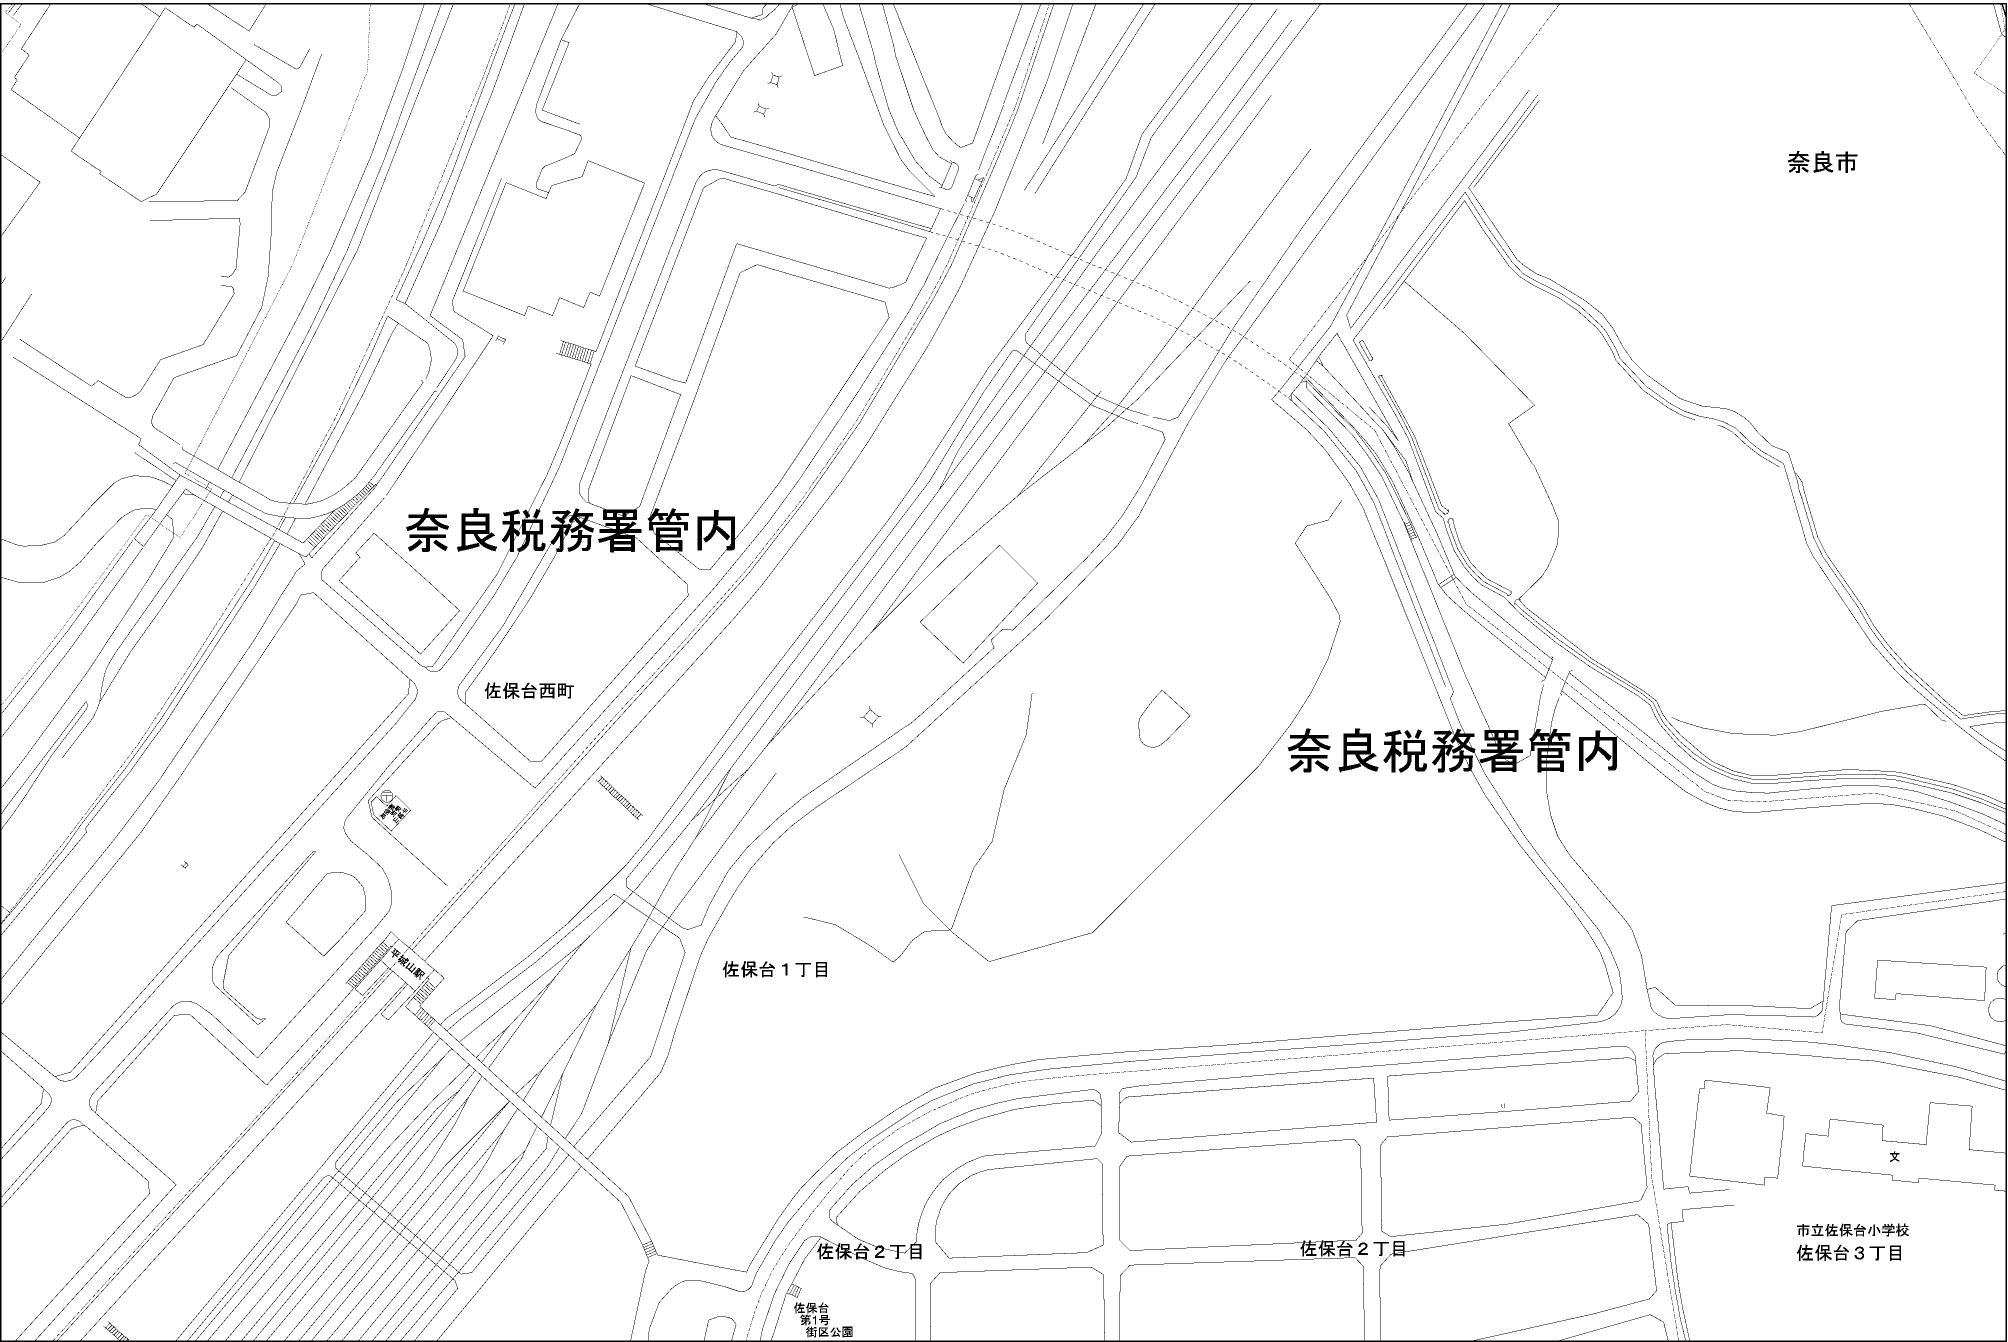 奈良市
奈良税務署管内
佐保台西町
奈良税務署管内
平城山駅
佐保台1丁目
文
市立佐保台小学校
佐保台3丁目
佐保台2丁目
佐保台2丁目
佐保台
第1号
街区公園